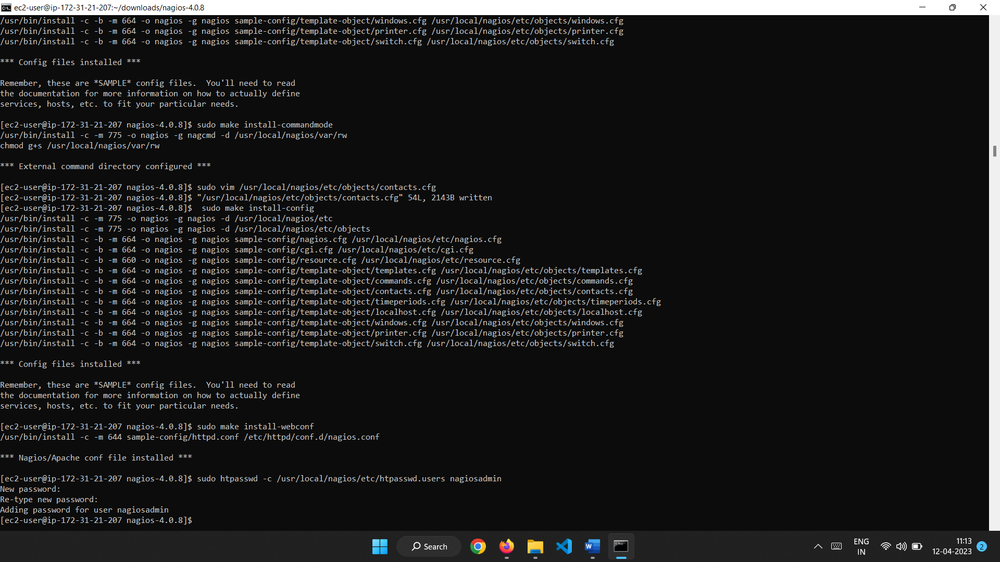 ec2-user@ip-172-31-21-207:~/downloads/nagios-4.0.8
/usr/bin/install -c -b -m 664 -o nagios -g nagios sample-config/template-object/windows.cfg /usr/local/nagios/etc/objects/windows.cfg
/usr/bin/install -c -b -m 664 -o nagios -g nagios sample-config/template-object/printer.cfg /usr/local/nagios/etc/objects/printer.cfg
/usr/bin/install -c -b -m 664 -o nagios -g nagios sample-config/template-object/switch.cfg /usr/local/nagios/etc/objects/switch.cfg
*** Config files installed ***
Remember, these are *SAMPLE* config files.  You'll need to read
the documentation for more information on how to actually define
services, hosts, etc. to fit your particular needs.
[ec2-user@ip-172-31-21-207 nagios-4.0.8]$ sudo make install-commandmode
/usr/bin/install -c -m 775 -o nagios -g nagcmd -d /usr/local/nagios/var/rw
chmod g+s /usr/local/nagios/var/rw
*** External command directory configured ***
[ec2-user@ip-172-31-21-207 nagios-4.0.8]$ sudo vim /usr/local/nagios/etc/objects/contacts.cfg
[ec2-user@ip-172-31-21-207 nagios-4.0.8]$ "/usr/local/nagios/etc/objects/contacts.cfg" 54L, 2143B written
[ec2-user@ip-172-31-21-207 nagios-4.0.8]$  sudo make install-config
/usr/bin/install -c -m 775 -o nagios -g nagios -d /usr/local/nagios/etc
/usr/bin/install -c -m 775 -o nagios -g nagios -d /usr/local/nagios/etc/objects
/usr/bin/install -c -b -m 664 -o nagios -g nagios sample-config/nagios.cfg /usr/local/nagios/etc/nagios.cfg
/usr/bin/install -c -b -m 664 -o nagios -g nagios sample-config/cgi.cfg /usr/local/nagios/etc/cgi.cfg
/usr/bin/install -c -b -m 660 -o nagios -g nagios sample-config/resource.cfg /usr/local/nagios/etc/resource.cfg
/usr/bin/install -c -b -m 664 -o nagios -g nagios sample-config/template-object/templates.cfg /usr/local/nagios/etc/objects/templates.cfg
/usr/bin/install -c -b -m 664 -o nagios -g nagios sample-config/template-object/commands.cfg /usr/local/nagios/etc/objects/commands.cfg
/usr/bin/install -c -b -m 664 -o nagios -g nagios sample-config/template-object/contacts.cfg /usr/local/nagios/etc/objects/contacts.cfg
/usr/bin/install -c -b -m 664 -o nagios -g nagios sample-config/template-object/timeperiods.cfg /usr/local/nagios/etc/objects/timeperiods.cfg
/usr/bin/install -c -b -m 664 -o nagios -g nagios sample-config/template-object/localhost.cfg /usr/local/nagios/etc/objects/localhost.cfg
/usr/bin/install -c -b -m 664 -o nagios -g nagios sample-config/template-object/windows.cfg /usr/local/nagios/etc/objects/windows.cfg
/usr/bin/install -c -b -m 664 -o nagios -g nagios sample-config/template-object/printer.cfg /usr/local/nagios/etc/objects/printer.cfg
/usr/bin/install -c -b -m 664 -o nagios -g nagios sample-config/template-object/switch.cfg /usr/local/nagios/etc/objects/switch.cfg
*** Config files installed ***
Remember, these are *SAMPLE* config files.  You'll need to read
the documentation for more information on how to actually define
services, hosts, etc. to fit your particular needs.
[ec2-user@ip-172-31-21-207 nagios-4.0.8]$ sudo make install-webconf
/usr/bin/install -c -m 644 sample-config/httpd.conf /etc/httpd/conf.d/nagios.conf
*** Nagios/Apache conf file installed ***
[ec2-user@ip-172-31-21-207 nagios-4.0.8]$ sudo htpasswd -c /usr/local/nagios/etc/htpasswd.users nagiosadmin
New password:
Re-type new password:
Adding password for user nagiosadmin
[ec2-user@ip-172-31-21-207 nagios-4.0.8]$
Search
ENG
IN
11:13
12-04-2023
2